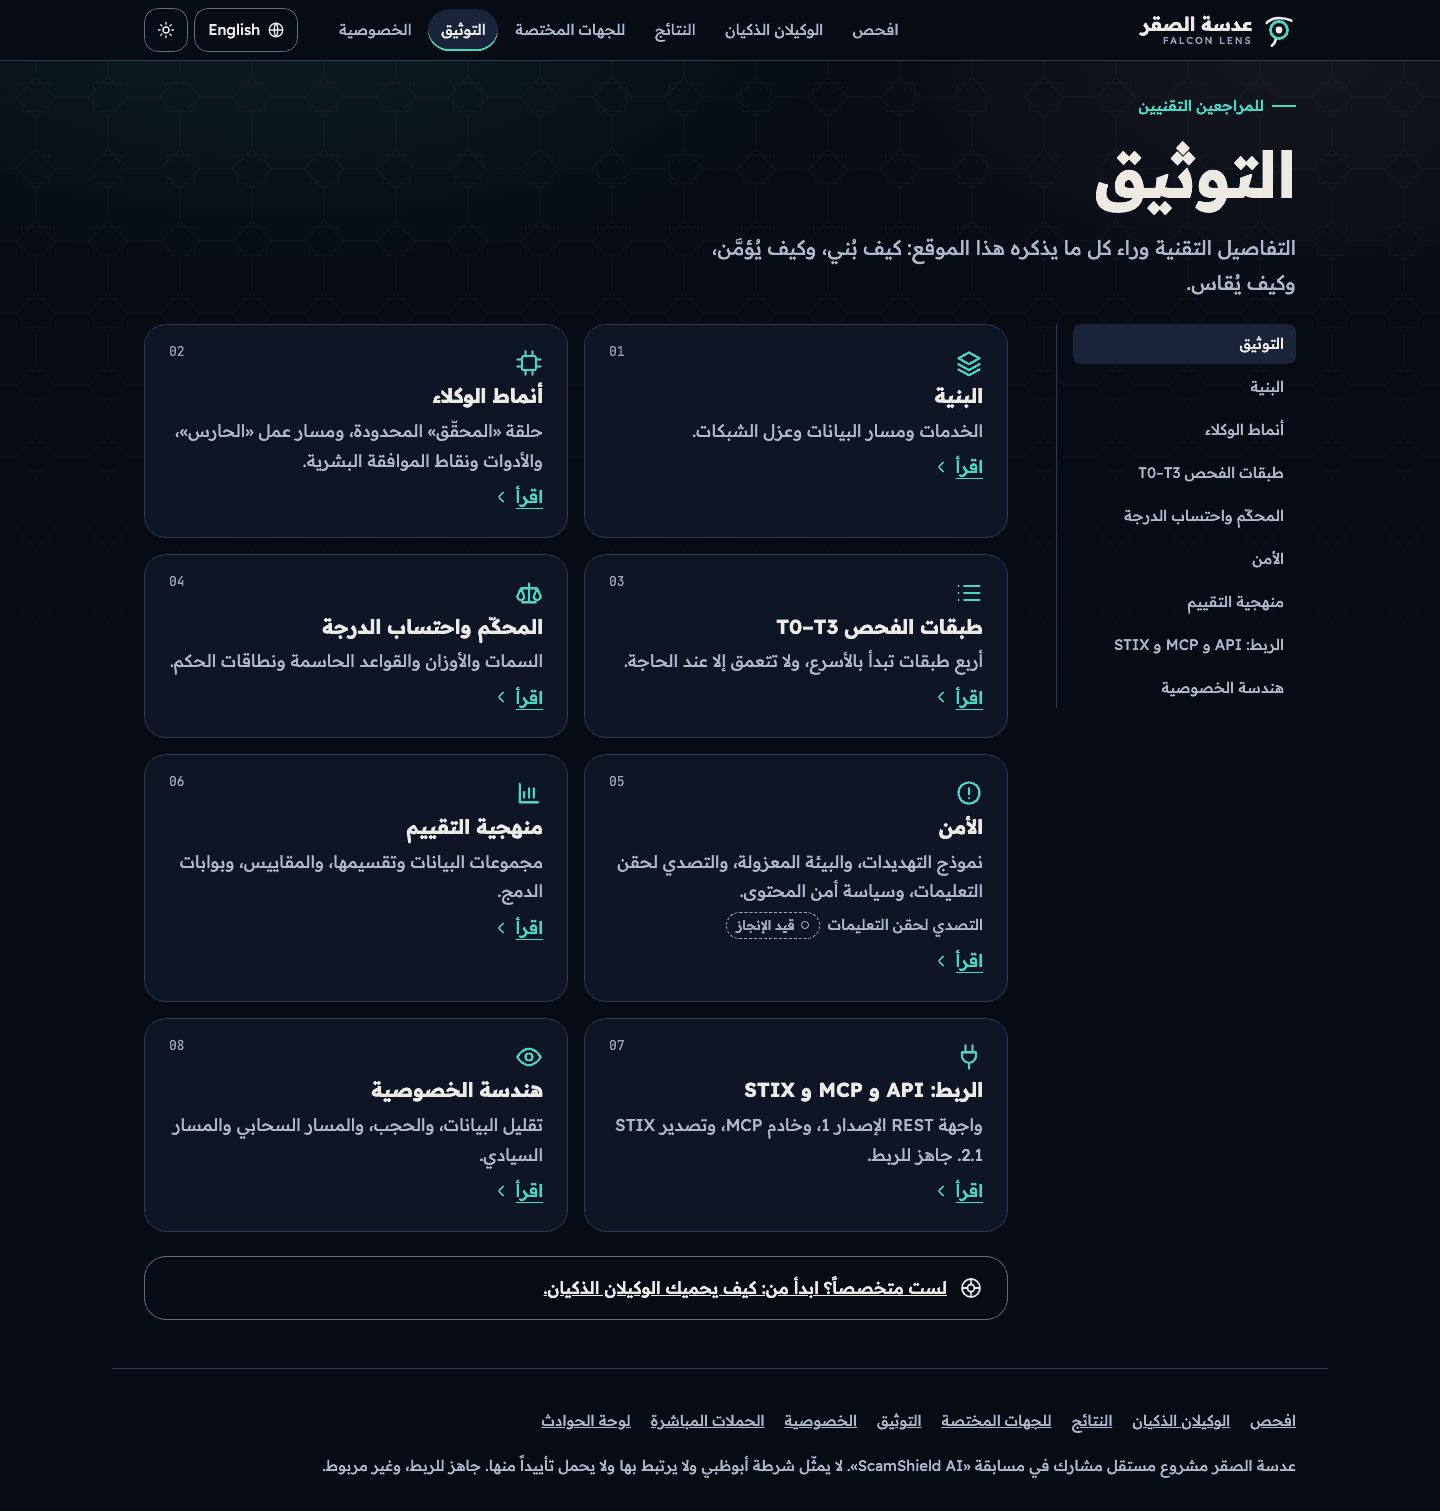 عدسة الصقر
FALCON LENS
افحص
الوكيلان الذكيان
النتائج
للجهات المختصة
التوثيق
الخصوصية
English
للمراجعين التقنيين
التوثيق
التفاصيل التقنية وراء كل ما يذكره هذا الموقع: كيف بُني، وكيف يُؤمَّن،
وكيف يُقاس.
التوثيق
البنية
أنماط الوكلاء
طبقات الفحص T0–T3
المحكّم واحتساب الدرجة
الأمن
منهجية التقييم
الربط: API و MCP و STIX
هندسة الخصوصية
01
البنية
الخدمات ومسار البيانات وعزل الشبكات.
اقرأ
02
أنماط الوكلاء
حلقة «المحقّق» المحدودة، ومسار عمل «الحارس»،
والأدوات ونقاط الموافقة البشرية.
اقرأ
03
طبقات الفحص T0–T3
أربع طبقات تبدأ بالأسرع، ولا تتعمق إلا عند الحاجة.
اقرأ
04
المحكّم واحتساب الدرجة
السمات والأوزان والقواعد الحاسمة ونطاقات الحكم.
اقرأ
05
الأمن
نموذج التهديدات، والبيئة المعزولة، والتصدي لحقن
التعليمات، وسياسة أمن المحتوى.
التصدي لحقن التعليمات
قيد الإنجاز
اقرأ
06
منهجية التقييم
مجموعات البيانات وتقسيمها، والمقاييس، وبوابات
الدمج.
اقرأ
07
الربط: API و MCP و STIX
واجهة REST الإصدار 1، وخادم MCP، وتصدير STIX
2.1. جاهز للربط.
اقرأ
08
هندسة الخصوصية
تقليل البيانات، والحجب، والمسار السحابي والمسار
السيادي.
اقرأ
لست متخصصاً؟ ابدأ من: كيف يحميك الوكيلان الذكيان.
افحص
الوكيلان الذكيان
النتائج
للجهات المختصة
التوثيق
الخصوصية
الحملات المباشرة
لوحة الحوادث
عدسة الصقر مشروع مستقل مشارك في مسابقة «ScamShield AI». لا يمثّل شرطة أبوظبي ولا يرتبط بها ولا يحمل تأييداً منها. جاهز للربط، وغير مربوط.